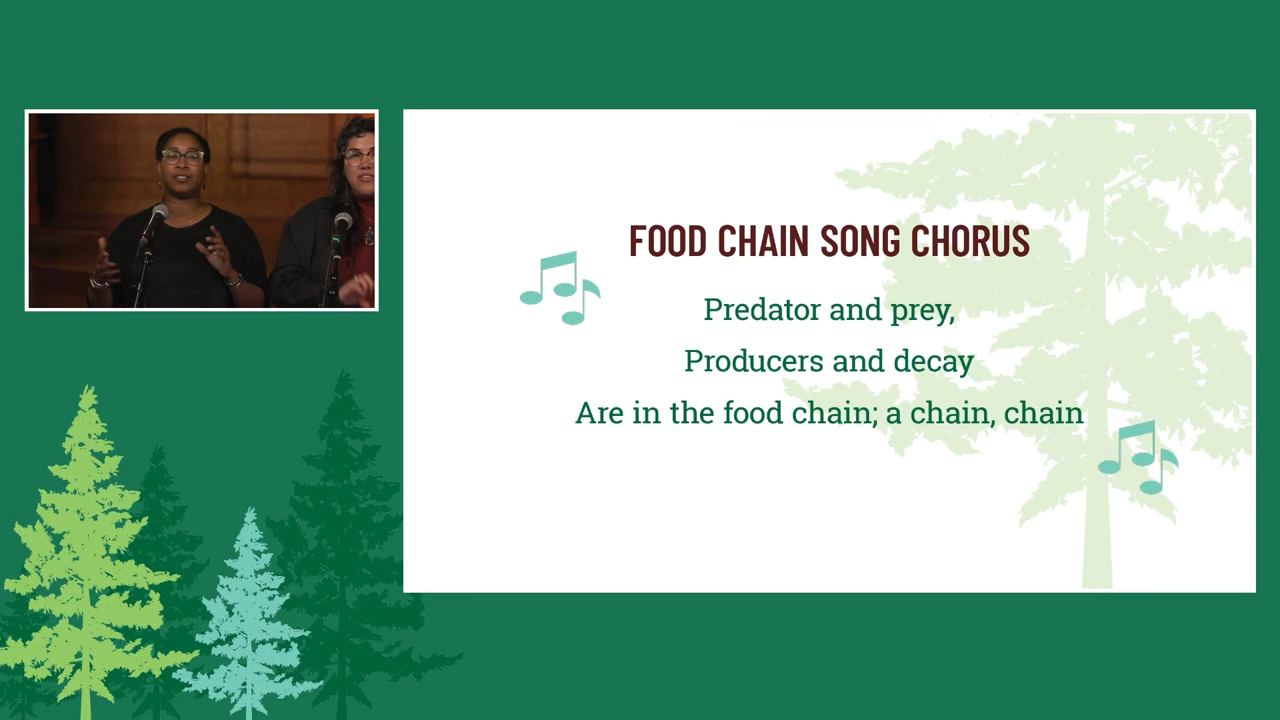 FOOD CHAIN SONG CHORUS
Predator and prey,
Producers and decay
Are in the food chain; a chain, chain